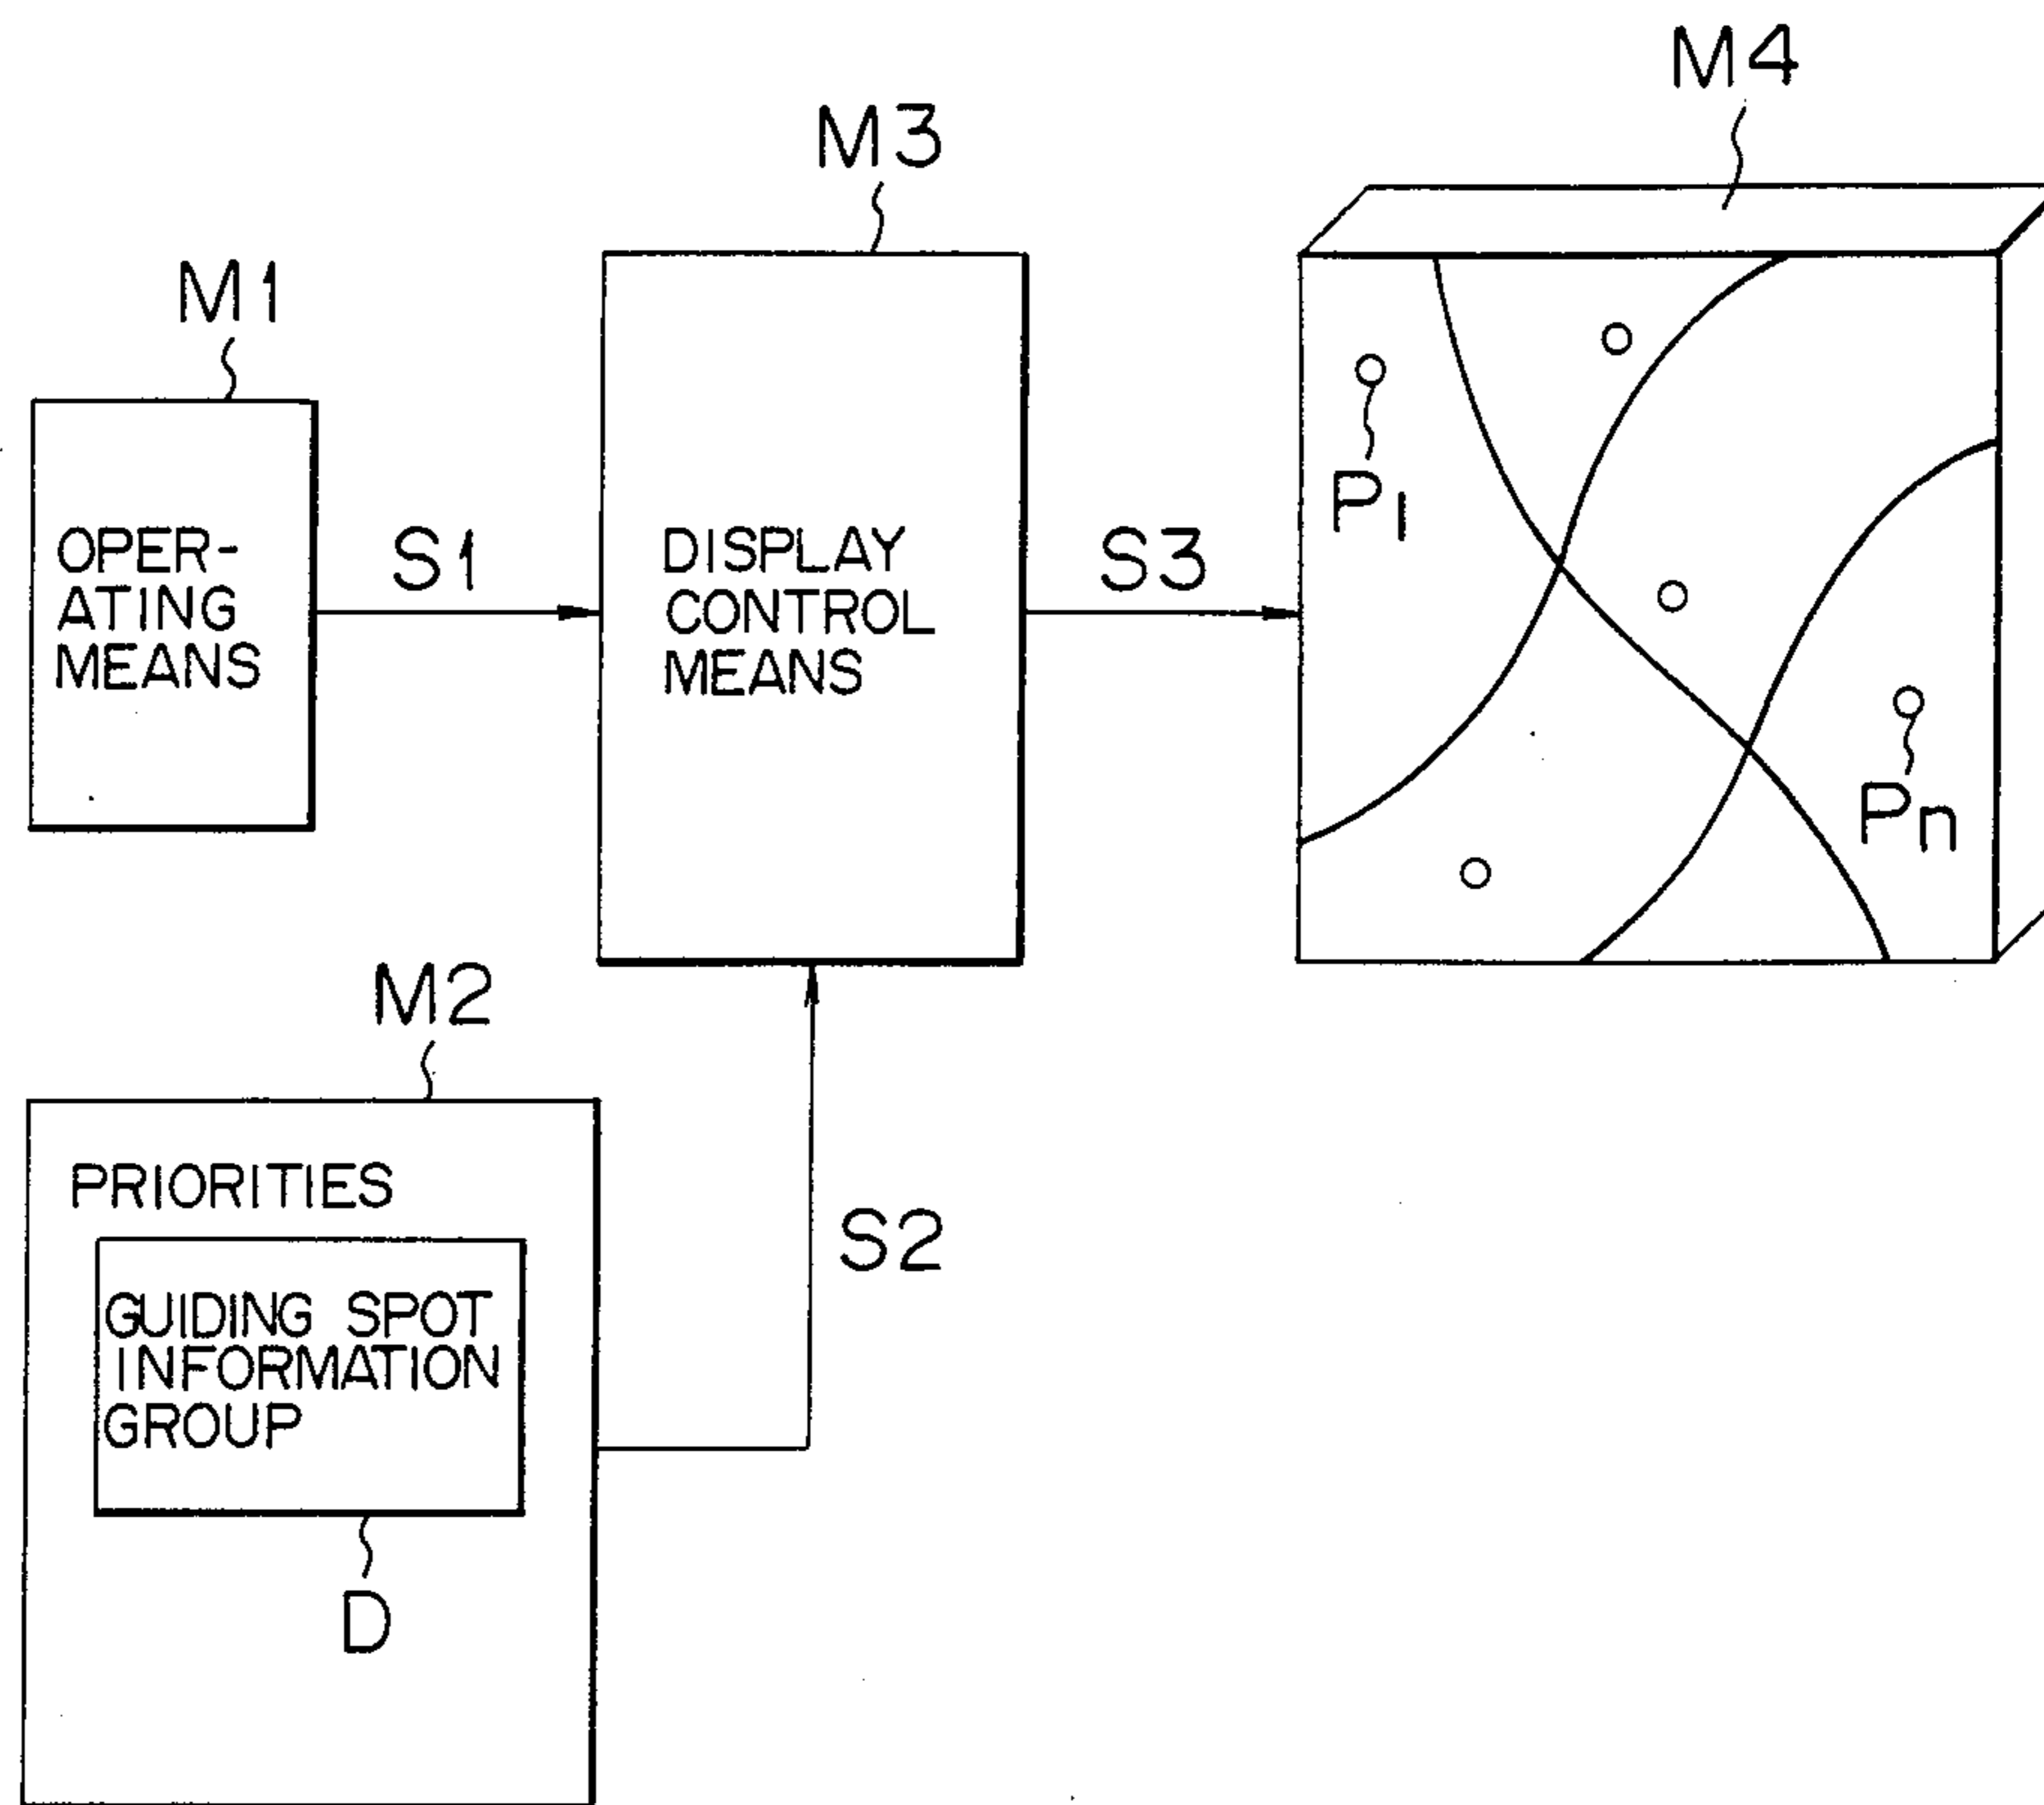 M4
M3
M1
P1
OPER-
ATING
MEANS
S1
DISPLAY
CONTROL
MEANS
S3
Pn
M2
PRIORITIES
S2
GUIDING SPOT
INFORMATION
GROUP
D